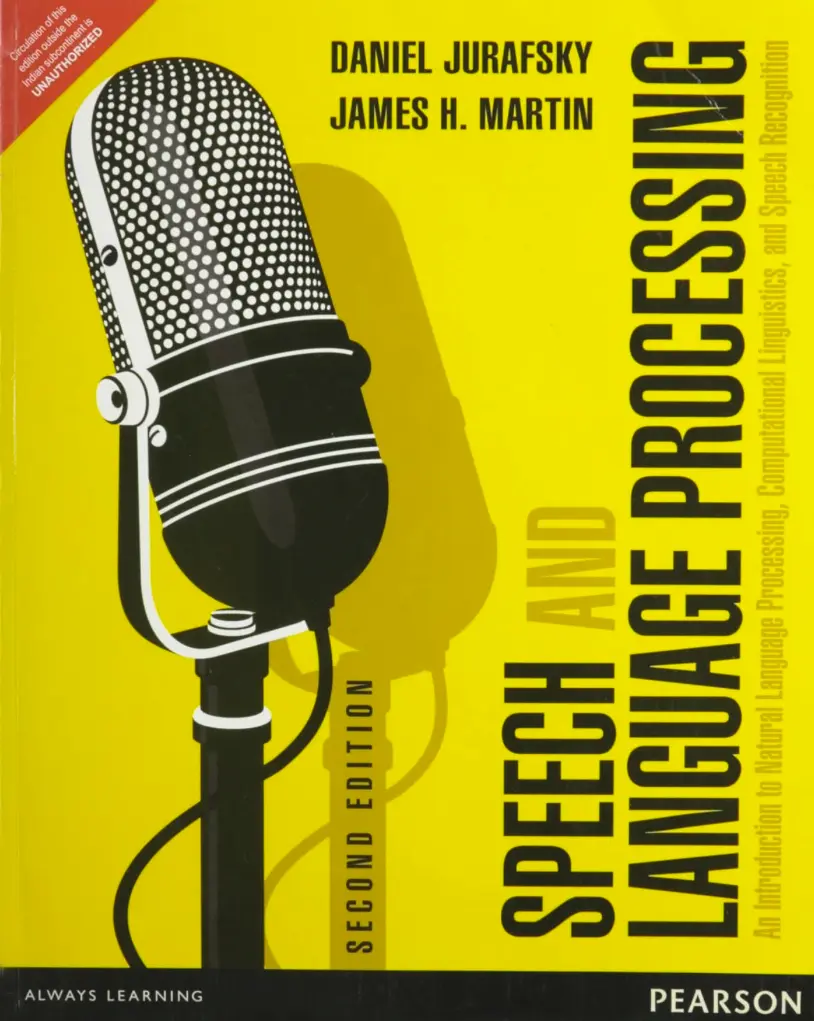 Circulation of this
edition outside the
Indian subcontinent is
UNAUTHORIZED
DANIEL JURAFSKY
JAMES H. MARTIN
SPEECH AND
LANGUAGE PROCESSING
An Introduction to Natural Language Processing, Computational Linguistics, and Speech Recognition
SECOND EDITION
ALWAYS LEARNING
PEARSON